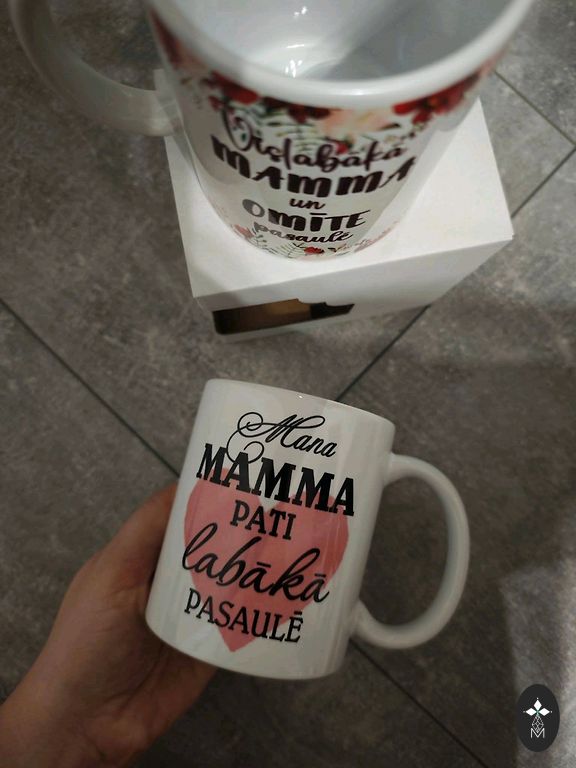 Vislabākā
MAMMA
un
OMĪTE
pasaulē
Mana
MAMMA
PATI
labākā
PASAULĒ
M